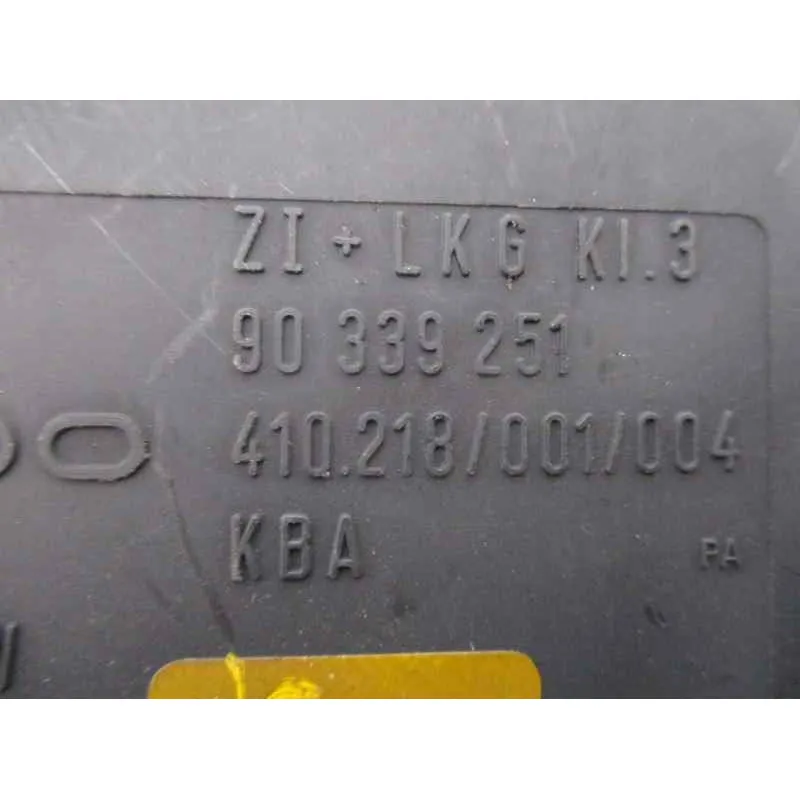 ZI + LKG KI.3
90 339 251
410.218/001/004
KBA
PA